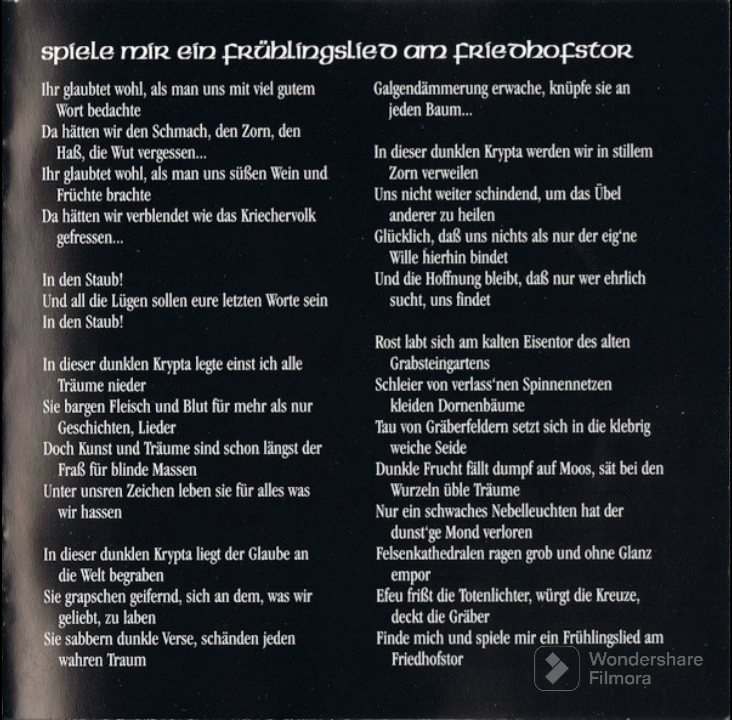 spiele mir ein frühlingslied am friedhofstor
Ihr glaubtet wohl, als man uns mit viel gutem
Wort bedachte
Da hätten wir den Schmach, den Zorn, den
Haß, die Wut vergessen...
Ihr glaubtet wohl, als man uns süßen Wein und
Früchte brachte
Da hätten wir verblendet wie das Kriechervolk
gefressen...
In den Staub!
Und all die Lügen sollen eure letzten Worte sein
In den Staub!
In dieser dunklen Krypta legte einst ich alle
Träume nieder
Sie bargen Fleisch und Blut für mehr als nur
Geschichten, Lieder
Doch Kunst und Träume sind schon längst der
Fraß für blinde Massen
Unter unsren Zeichen leben sie für alles was
wir hassen
In dieser dunklen Krypta liegt der Glaube an
die Welt begraben
Sie grapschen geifernd, sich an dem, was wir
geliebt, zu laben
Sie sabbern dunkle Verse, schänden jeden
wahren Traum
Galgendämmerung erwache, knüpfe sie an
jeden Baum...
In dieser dunklen Krypta werden wir in stillem
Zorn verweilen
Uns nicht weiter schindend, um das Übel
anderer zu heilen
Glücklich, daß uns nichts als nur der eig'ne
Wille hierhin bindet
Und die Hoffnung bleibt, daß nur wer ehrlich
sucht, uns findet
Rost labt sich am kalten Eisentor des alten
Grabsteingartens
Schleier von verlass'nen Spinnennetzen
kleiden Dornenbäume
Tau von Gräberfeldern setzt sich in die klebrig
weiche Seide
Dunkle Frucht fällt dumpf auf Moos, sät bei den
Wurzeln üble Träume
Nur ein schwaches Nebelleuchten hat der
dunst'ge Mond verloren
Felsenkathedralen ragen grob und ohne Glanz
empor
Efeu frißt die Totenlichter, würgt die Kreuze,
deckt die Gräber
Finde mich und spiele mir ein Frühlingslied am
Friedhofstor
Wondershare
Filmora